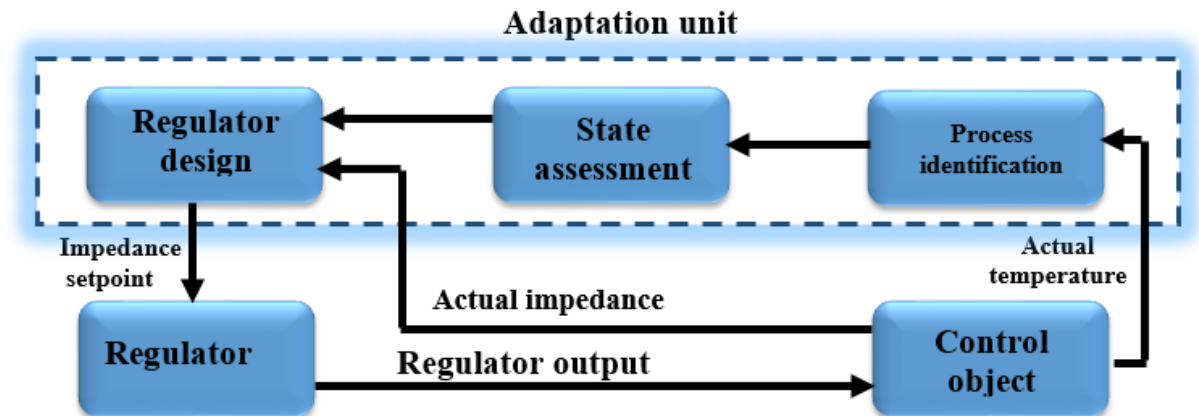 Adaptation unit
Regulator
design
State
assessment
Process
identification
Impedance
setpoint
Actual
temperature
Actual impedance
Regulator
Regulator output
Control
object